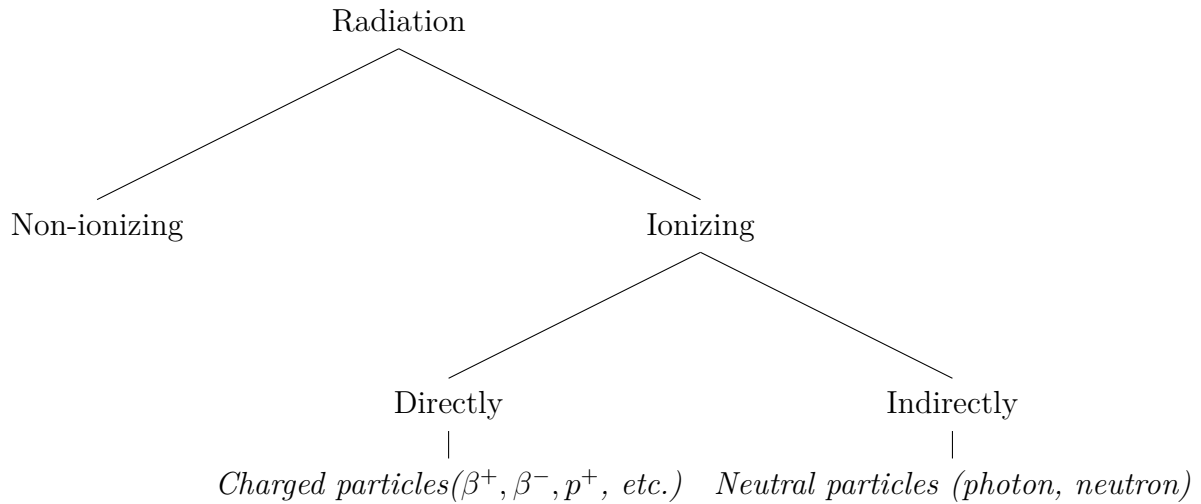 Radiation
Non-ionizing
Ionizing
Directly
Indirectly
Charged particles(β⁺, β⁻, p⁺, etc.)
Neutral particles (photon, neutron)